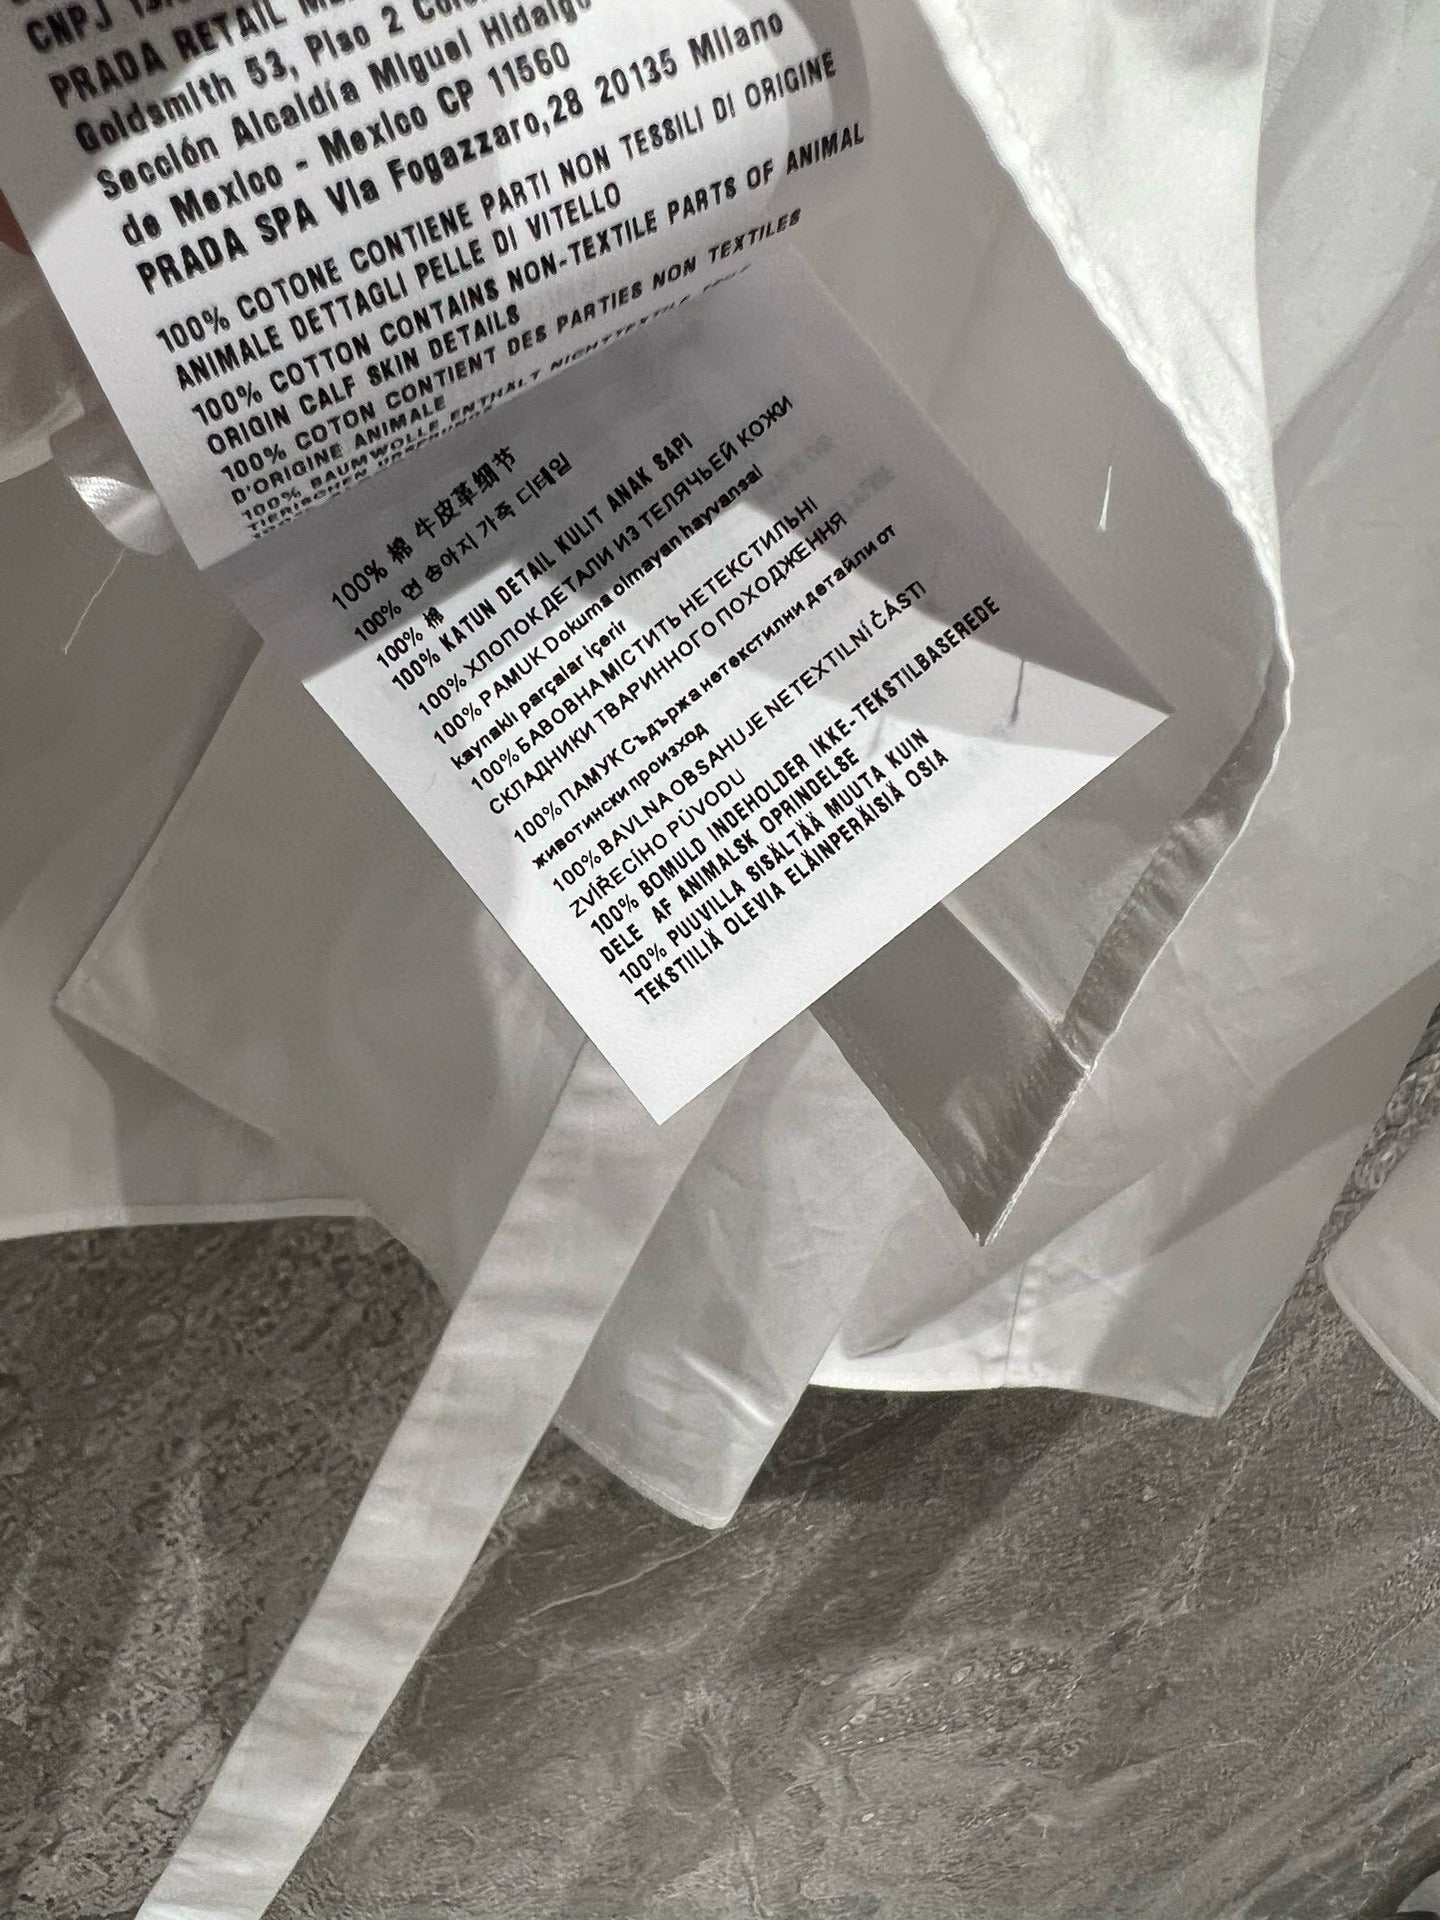 CNPJ
PRADA RETAIL
Goldsmith 53, Piso 2
Sección Alcaldía Miguel Hidalgo
de Mexico - Mexico CP 11560
PRADA SPA Via Fogazzaro,28 20135 Milano
100% COTONE CONTIENE PARTI NON TESSILI DI ORIGINE
ANIMALE DETTAGLI PELLE DI VITELLO
100% COTTON CONTAINS NON-TEXTILE PARTS OF ANIMAL
ORIGIN CALF SKIN DETAILS
100% COTON CONTIENT DES PARTIES NON TEXTILES
D'ORIGINE ANIMALE
100% BAUMWOLLE ENTHÄLT
TIERISCHEN
100% 棉 牛皮革细节
100% 면 송아지 가죽 디테일
100% 棉
100% KATUN DETAIL KULIT ANAK SAPI
100% ХЛОПОК ДЕТАЛИ ИЗ ТЕЛЯЧЬЕЙ КОЖИ
100% PAMUK Dokuma olmayan hayvansal
kaynaklı parçalar içerir
100% БАВОВНА МІСТИТЬ НЕТЕКСТИЛЬНІ
СКЛАДНИКИ ТВАРИННОГО ПОХОДЖЕННЯ
100% ПАМУК Съдържа нетекстилни детайли от
животински произход
100% BAVLNA OBSAHUJE NETEXTILNÍ ČÁSTI
ZVÍŘECÍHO PŮVODU
100% BOMULD INDEHOLDER IKKE-TEKSTILBASEREDE
DELE AF ANIMALSK OPRINDELSE
100% PUUVILLA SISÄLTÄÄ MUUTA KUIN
TEKSTIILIÄ OLEVIA ELÄINPERÄISIÄ OSIA